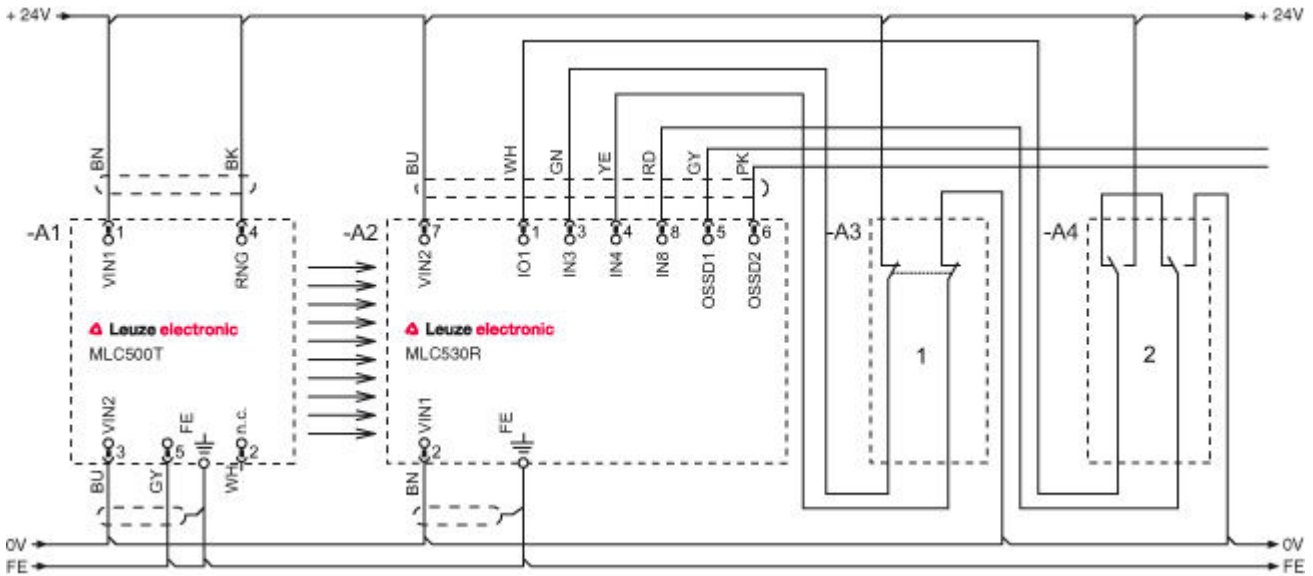 + 24V
+ 24V
BN
BK
BU
WH
GN
YE
RD
GY
PK
-A1
1
4
-A2
7
1
3
4
8
5
6
-A3
-A4
VIN1
RNG
VIN2
IO1
IN3
IN4
IN8
OSSD1
OSSD2
Leuze electronic
MLC500T
Leuze electronic
MLC530R
1
2
VIN2
FE
n.c.
VIN1
FE
3
5
2
2
BU
GY
WH
BN
0V
0V
FE
FE